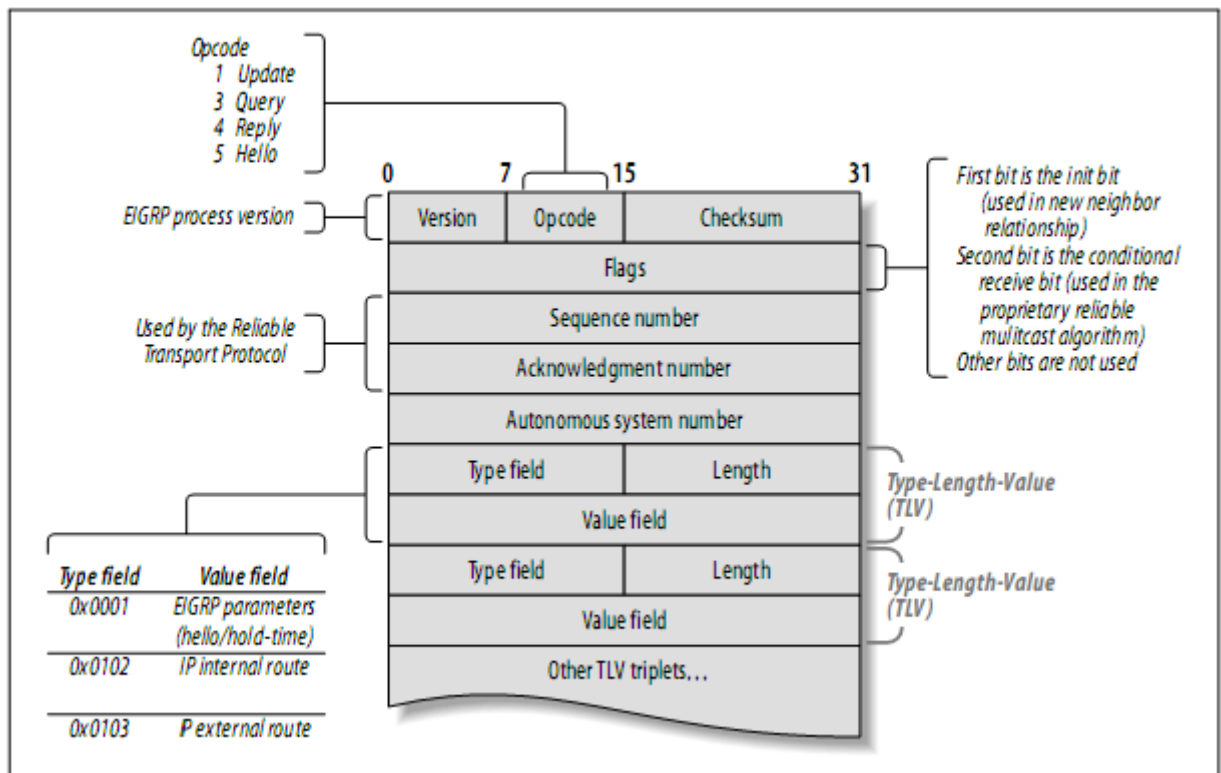 Opcode
1 Update
3 Query
4 Reply
5 Hello
0 7 15 31
EIGRP process version
Version Opcode Checksum
Flags
First bit is the init bit
(used in new neighbor
relationship)
Second bit is the conditional
receive bit (used in the
proprietary reliable
mulitcast algorithm)
Other bits are not used
Used by the Reliable
Transport Protocol
Sequence number
Acknowledgment number
Autonomous system number
Type field Length
Value field
Type-Length-Value
(TLV)
Type field Length
Value field
Type-Length-Value
(TLV)
Other TLV triplets...
Type field Value field
0x0001 EIGRP parameters
(hello/hold-time)
0x0102 IP internal route
0x0103 IP external route